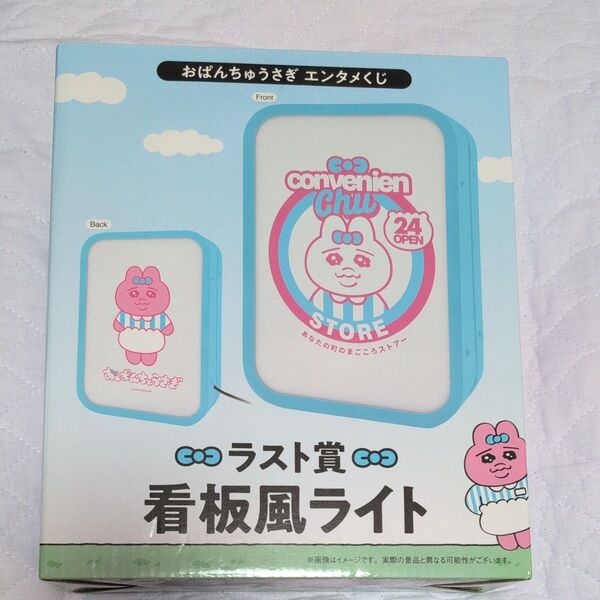 おぱんちゅうさぎ エンタメくじ
Front
convenien
Chu
24
OPEN
STORE
あなたの町のまごころストアー
Back
おぱんちゅうさぎ
ラスト賞
看板風ライト
※画像はイメージです。実際の景品と異なる可能性がございます。